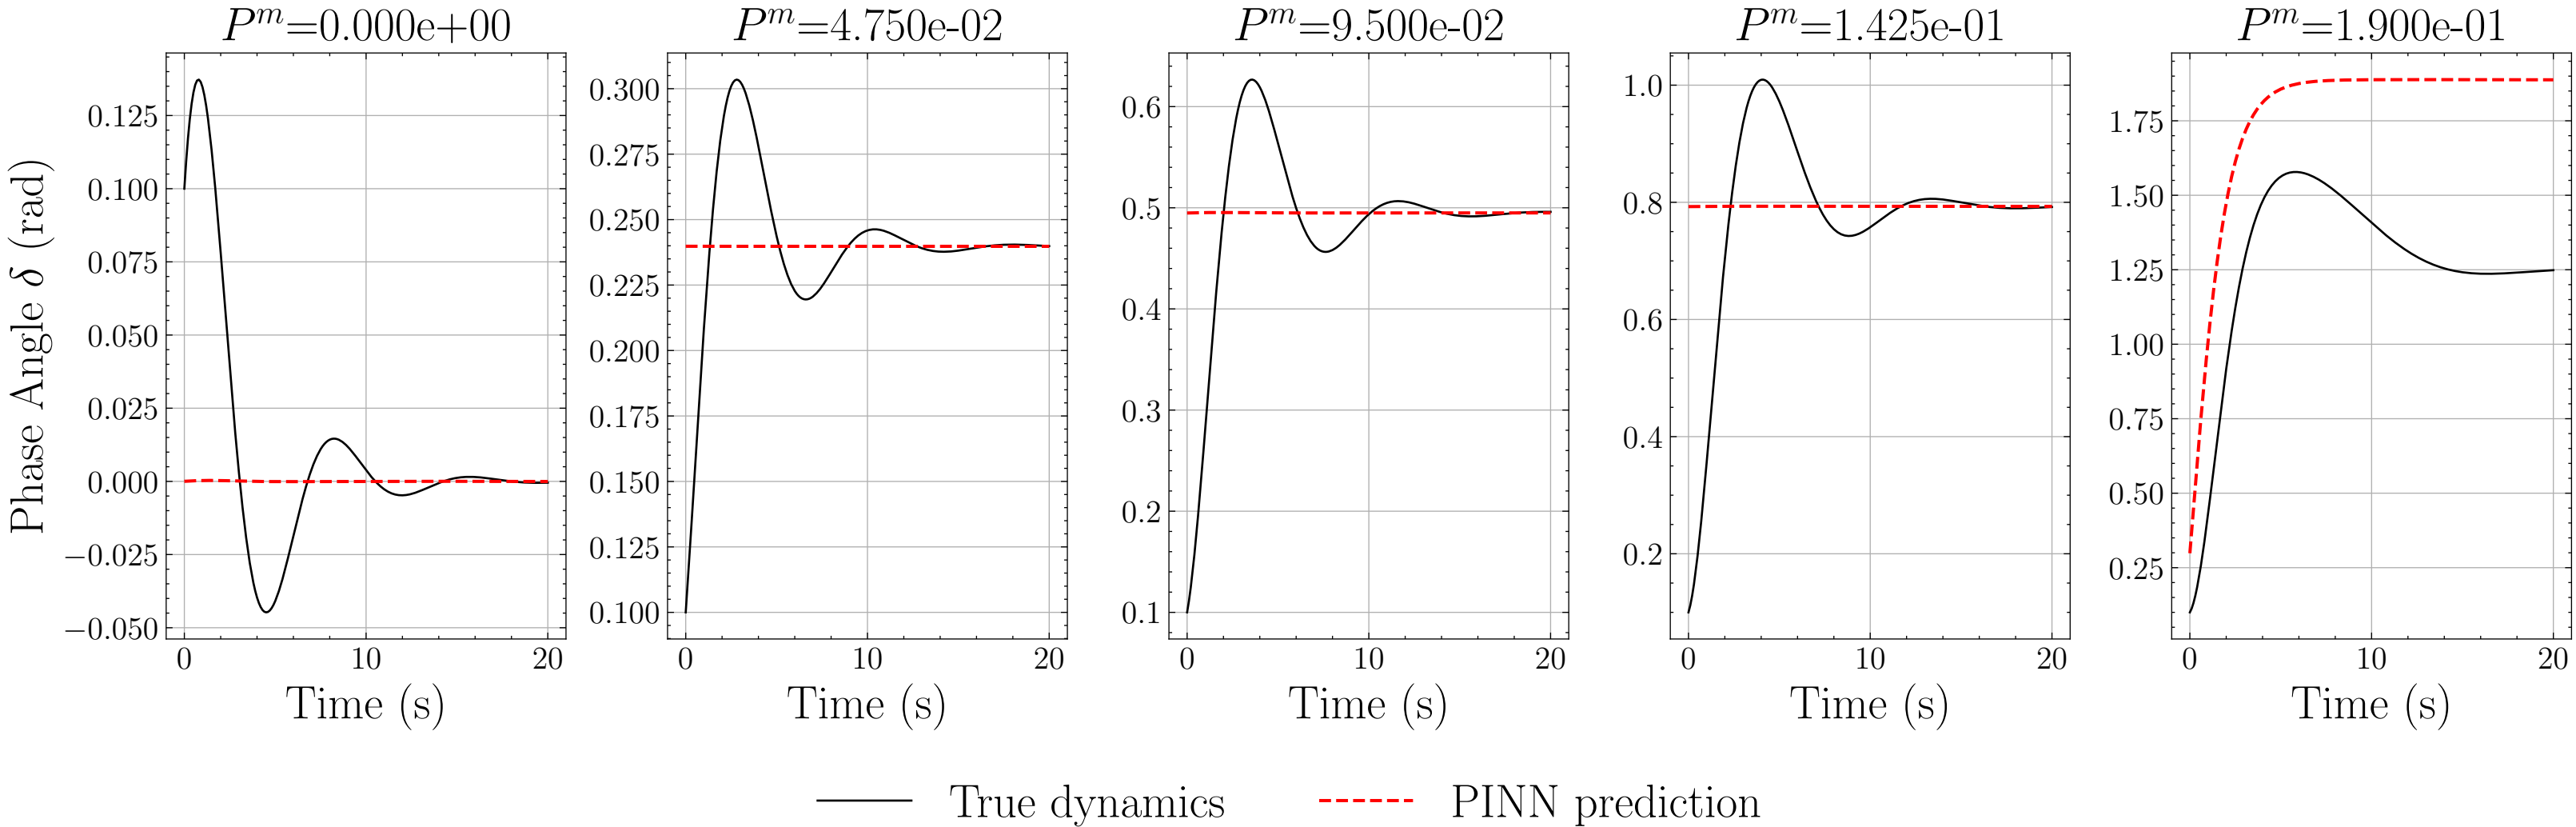 P^m=0.000e+00
P^m=4.750e-02
P^m=9.500e-02
P^m=1.425e-01
P^m=1.900e-01
Phase Angle δ (rad)
0.125
0.100
0.075
0.050
0.025
0.000
−0.025
−0.050
0 10 20
Time (s)
0.300
0.275
0.250
0.225
0.200
0.175
0.150
0.125
0.100
0 10 20
Time (s)
0.6
0.5
0.4
0.3
0.2
0.1
0 10 20
Time (s)
1.0
0.8
0.6
0.4
0.2
0 10 20
Time (s)
1.75
1.50
1.25
1.00
0.75
0.50
0.25
0 10 20
Time (s)
True dynamics
PINN prediction